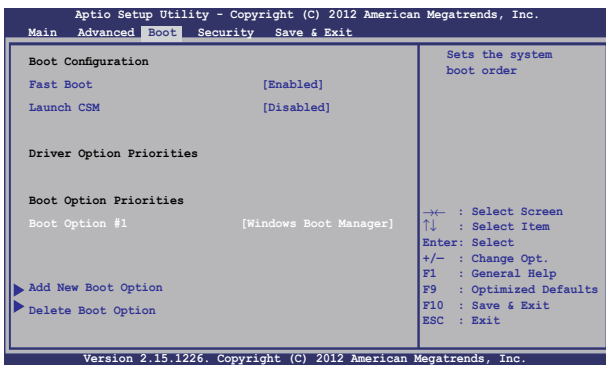 Aptio Setup Utility - Copyright (C) 2012 American Megatrends, Inc.
Main Advanced Boot Security Save & Exit
Boot Configuration
Fast Boot [Enabled]
Launch CSM [Disabled]
Driver Option Priorities
Boot Option Priorities
Boot Option #1 [Windows Boot Manager]
Add New Boot Option
Delete Boot Option
Sets the system
boot order
→← : Select Screen
↑↓ : Select Item
Enter: Select
+/— : Change Opt.
F1 : General Help
F9 : Optimized Defaults
F10 : Save & Exit
ESC : Exit
Version 2.15.1226. Copyright (C) 2012 American Megatrends, Inc.